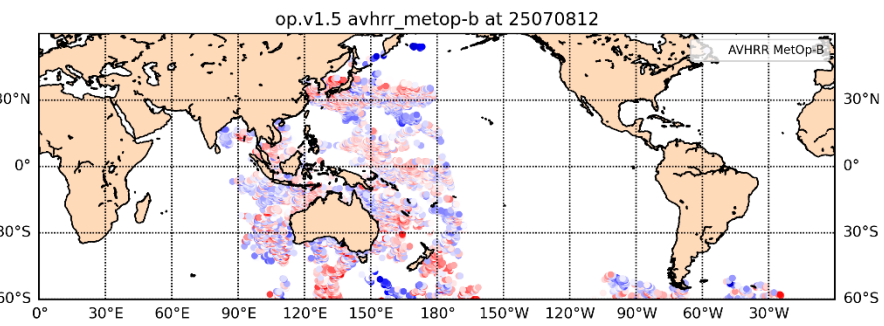 op.v1.5 avhrr_metop-b at 25070812
AVHRR MetOp-B
30°N 30°N
0° 0°
30°S 30°S
60°S 60°S
0° 30°E 60°E 90°E 120°E 150°E 180° 150°W 120°W 90°W 60°W 30°W